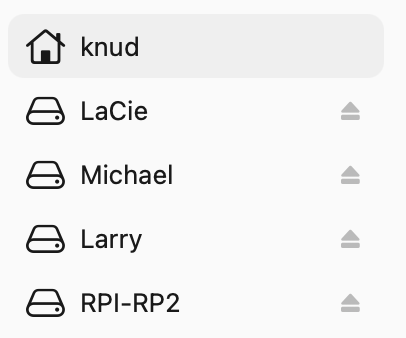 knud
LaCie
Michael
Larry
RPI-RP2